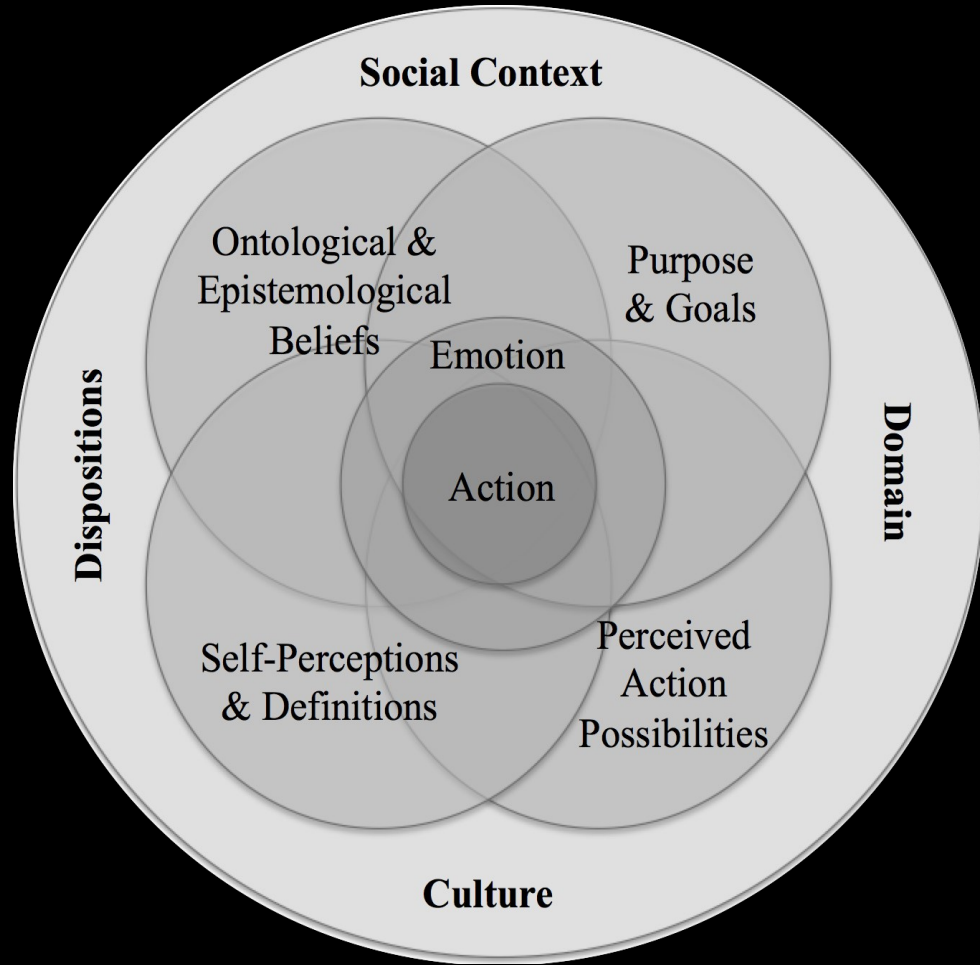 Social Context
Ontological &
Epistemological
Beliefs
Purpose
& Goals
Emotion
Dispositions
Domain
Action
Self-Perceptions
& Definitions
Perceived
Action
Possibilities
Culture